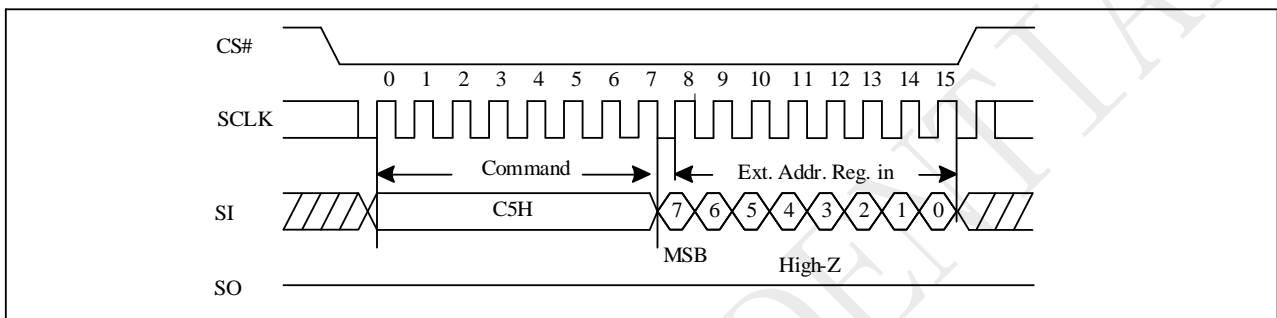 CS#
0 1 2 3 4 5 6 7 8 9 10 11 12 13 14 15
SCLK
Command Ext. Addr. Reg. in
SI C5H 7 6 5 4 3 2 1 0
MSB
High-Z
SO